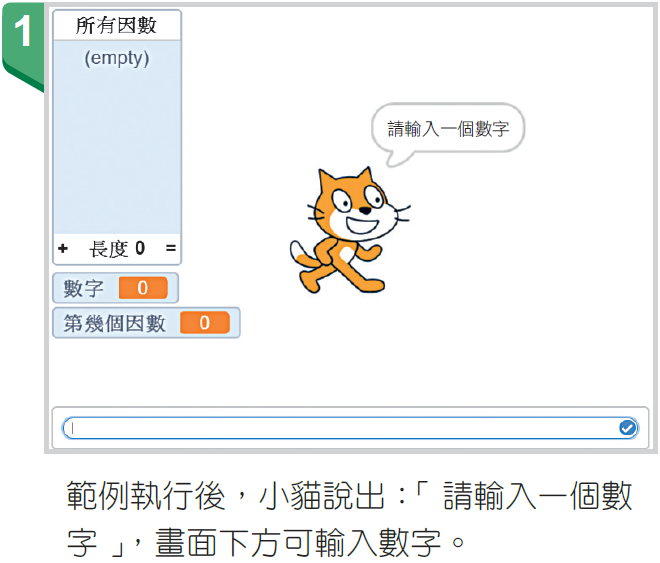 1
所有因數
(empty)
請輸入一個數字
+ 長度 0 =
數字 0
第幾個因數 0
範例執行後,小貓說出:「 請輸入一個數
字 」,畫面下方可輸入數字。